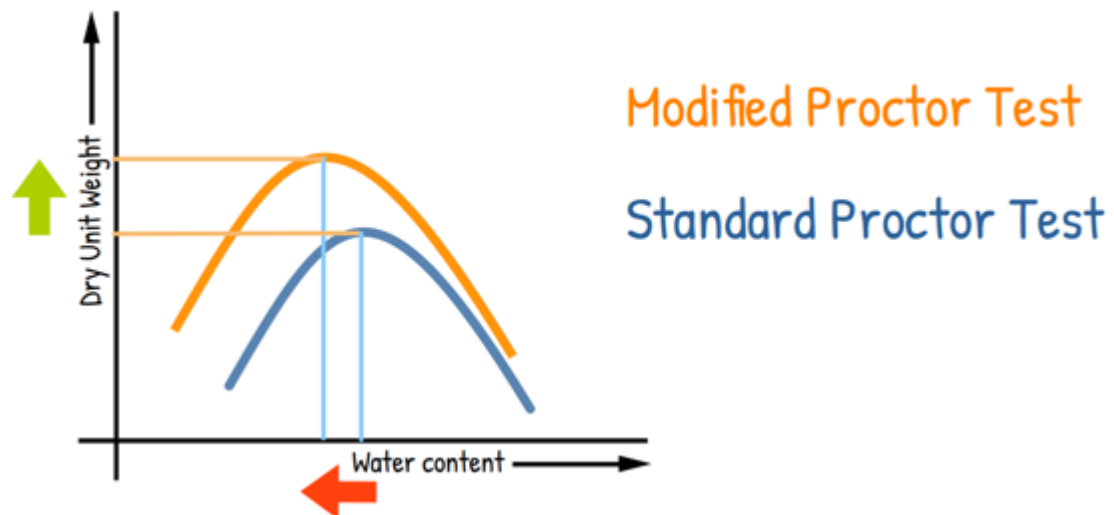 Dry Unit Weight
Modified Proctor Test
Standard Proctor Test
Water content